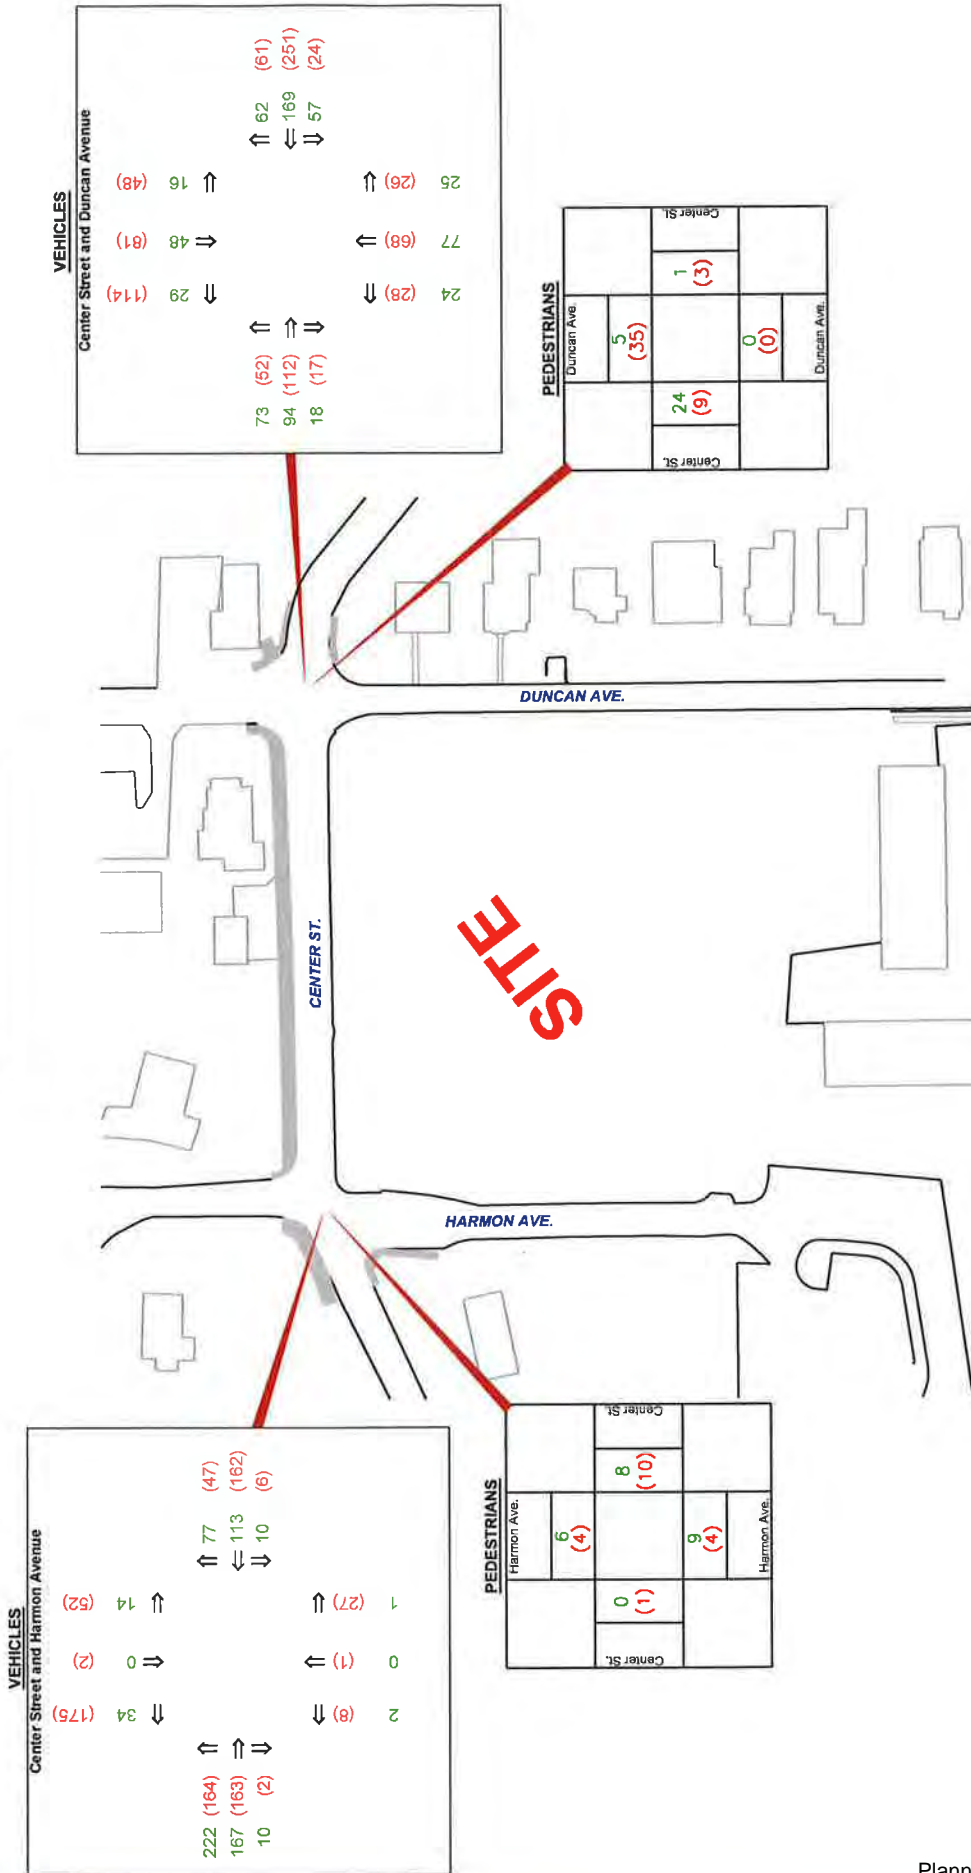 VEHICLES
Center Street and Duncan Avenue
(114) (81) (48)
29 48 16
73 (52)
94 (112)
18 (17)
62 (61)
169 (251)
57 (24)
(28) (68) (26)
24 77 25
PEDESTRIANS
Duncan Ave.
5
(35)
Center St.
24
(9)
1
(3)
Center St.
0
(0)
Duncan Ave.
DUNCAN AVE.
CENTER ST.
SITE
HARMON AVE.
VEHICLES
Center Street and Harmon Avenue
(175) (2) (52)
34 0 14
222 (164)
167 (163)
10 (2)
77 (47)
113 (162)
10 (6)
(8) (1) (27)
2 0 1
PEDESTRIANS
Harmon Ave.
6
(4)
Center St.
0
(1)
8
(10)
Center St
9
(4)
Harmon Ave.
Plann